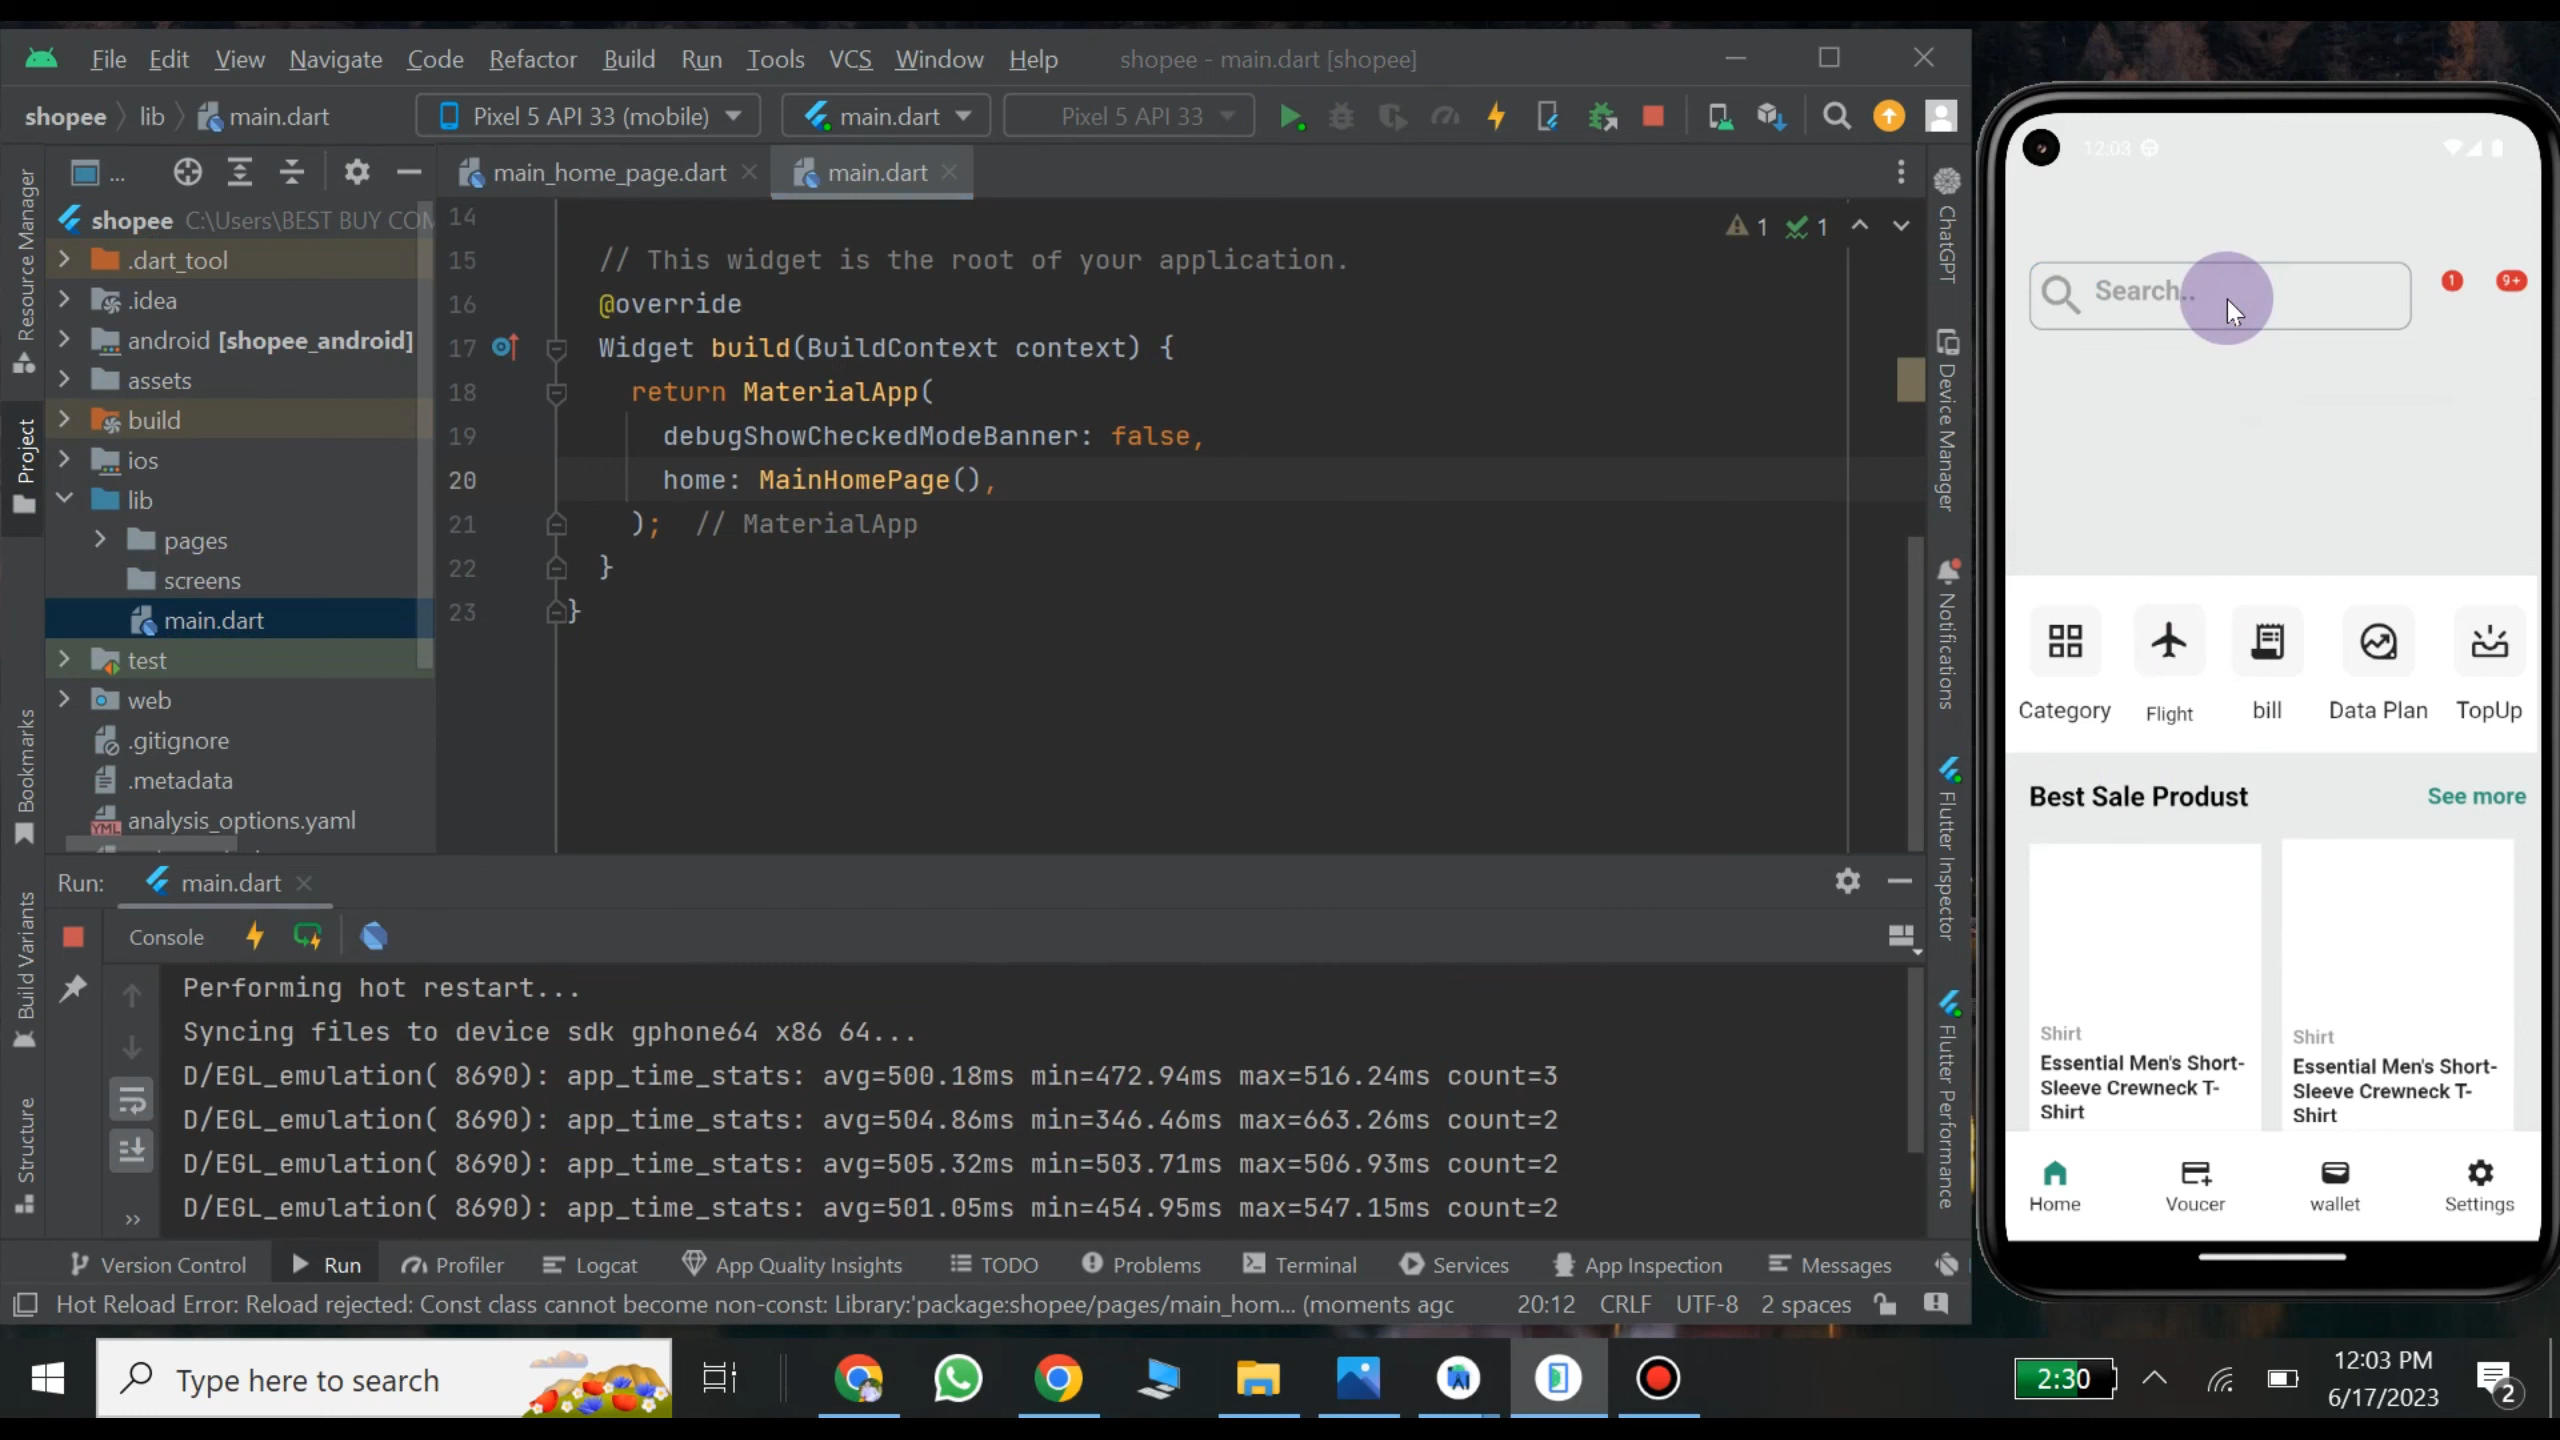 File Edit View Navigate Code Refactor Build Run Tools VCS Window Help shopee - main.dart [shopee]
shopee lib main.dart Pixel 5 API 33 (mobile) main.dart Pixel 5 API 33
... main_home_page.dart main.dart
Resource Manager
Project
Bookmarks
Build Variants
Structure
shopee C:\Users\BEST BUY COM
.dart_tool
.idea
android [shopee_android]
assets
build
ios
lib
pages
screens
main.dart
test
web
.gitignore
.metadata
analysis_options.yaml
1 1
14
15 // This widget is the root of your application.
16 @override
17 Widget build(BuildContext context) {
18 return MaterialApp(
19 debugShowCheckedModeBanner: false,
20 home: MainHomePage(),
21 ); // MaterialApp
22 }
23 }
ChatGPT
Device Manager
Notifications
Flutter Inspector
Flutter Performance
Run: main.dart
Console
Performing hot restart...
Syncing files to device sdk gphone64 x86 64...
D/EGL_emulation( 8690): app_time_stats: avg=500.18ms min=472.94ms max=516.24ms count=3
D/EGL_emulation( 8690): app_time_stats: avg=504.86ms min=346.46ms max=663.26ms count=2
D/EGL_emulation( 8690): app_time_stats: avg=505.32ms min=503.71ms max=506.93ms count=2
D/EGL_emulation( 8690): app_time_stats: avg=501.05ms min=454.95ms max=547.15ms count=2
Version Control Run Profiler Logcat App Quality Insights TODO Problems Terminal Services App Inspection Messages
Hot Reload Error: Reload rejected: Const class cannot become non-const: Library:'package:shopee/pages/main_hom... (moments agc 20:12 CRLF UTF-8 2 spaces
12:03
Search..
1 9+
Category Flight bill Data Plan TopUp
Best Sale Produst See more
Shirt
Essential Men's Short-
Sleeve Crewneck T-
Shirt
Shirt
Essential Men's Short-
Sleeve Crewneck T-
Shirt
Home Voucer wallet Settings
Type here to search
2:30
12:03 PM
6/17/2023
2